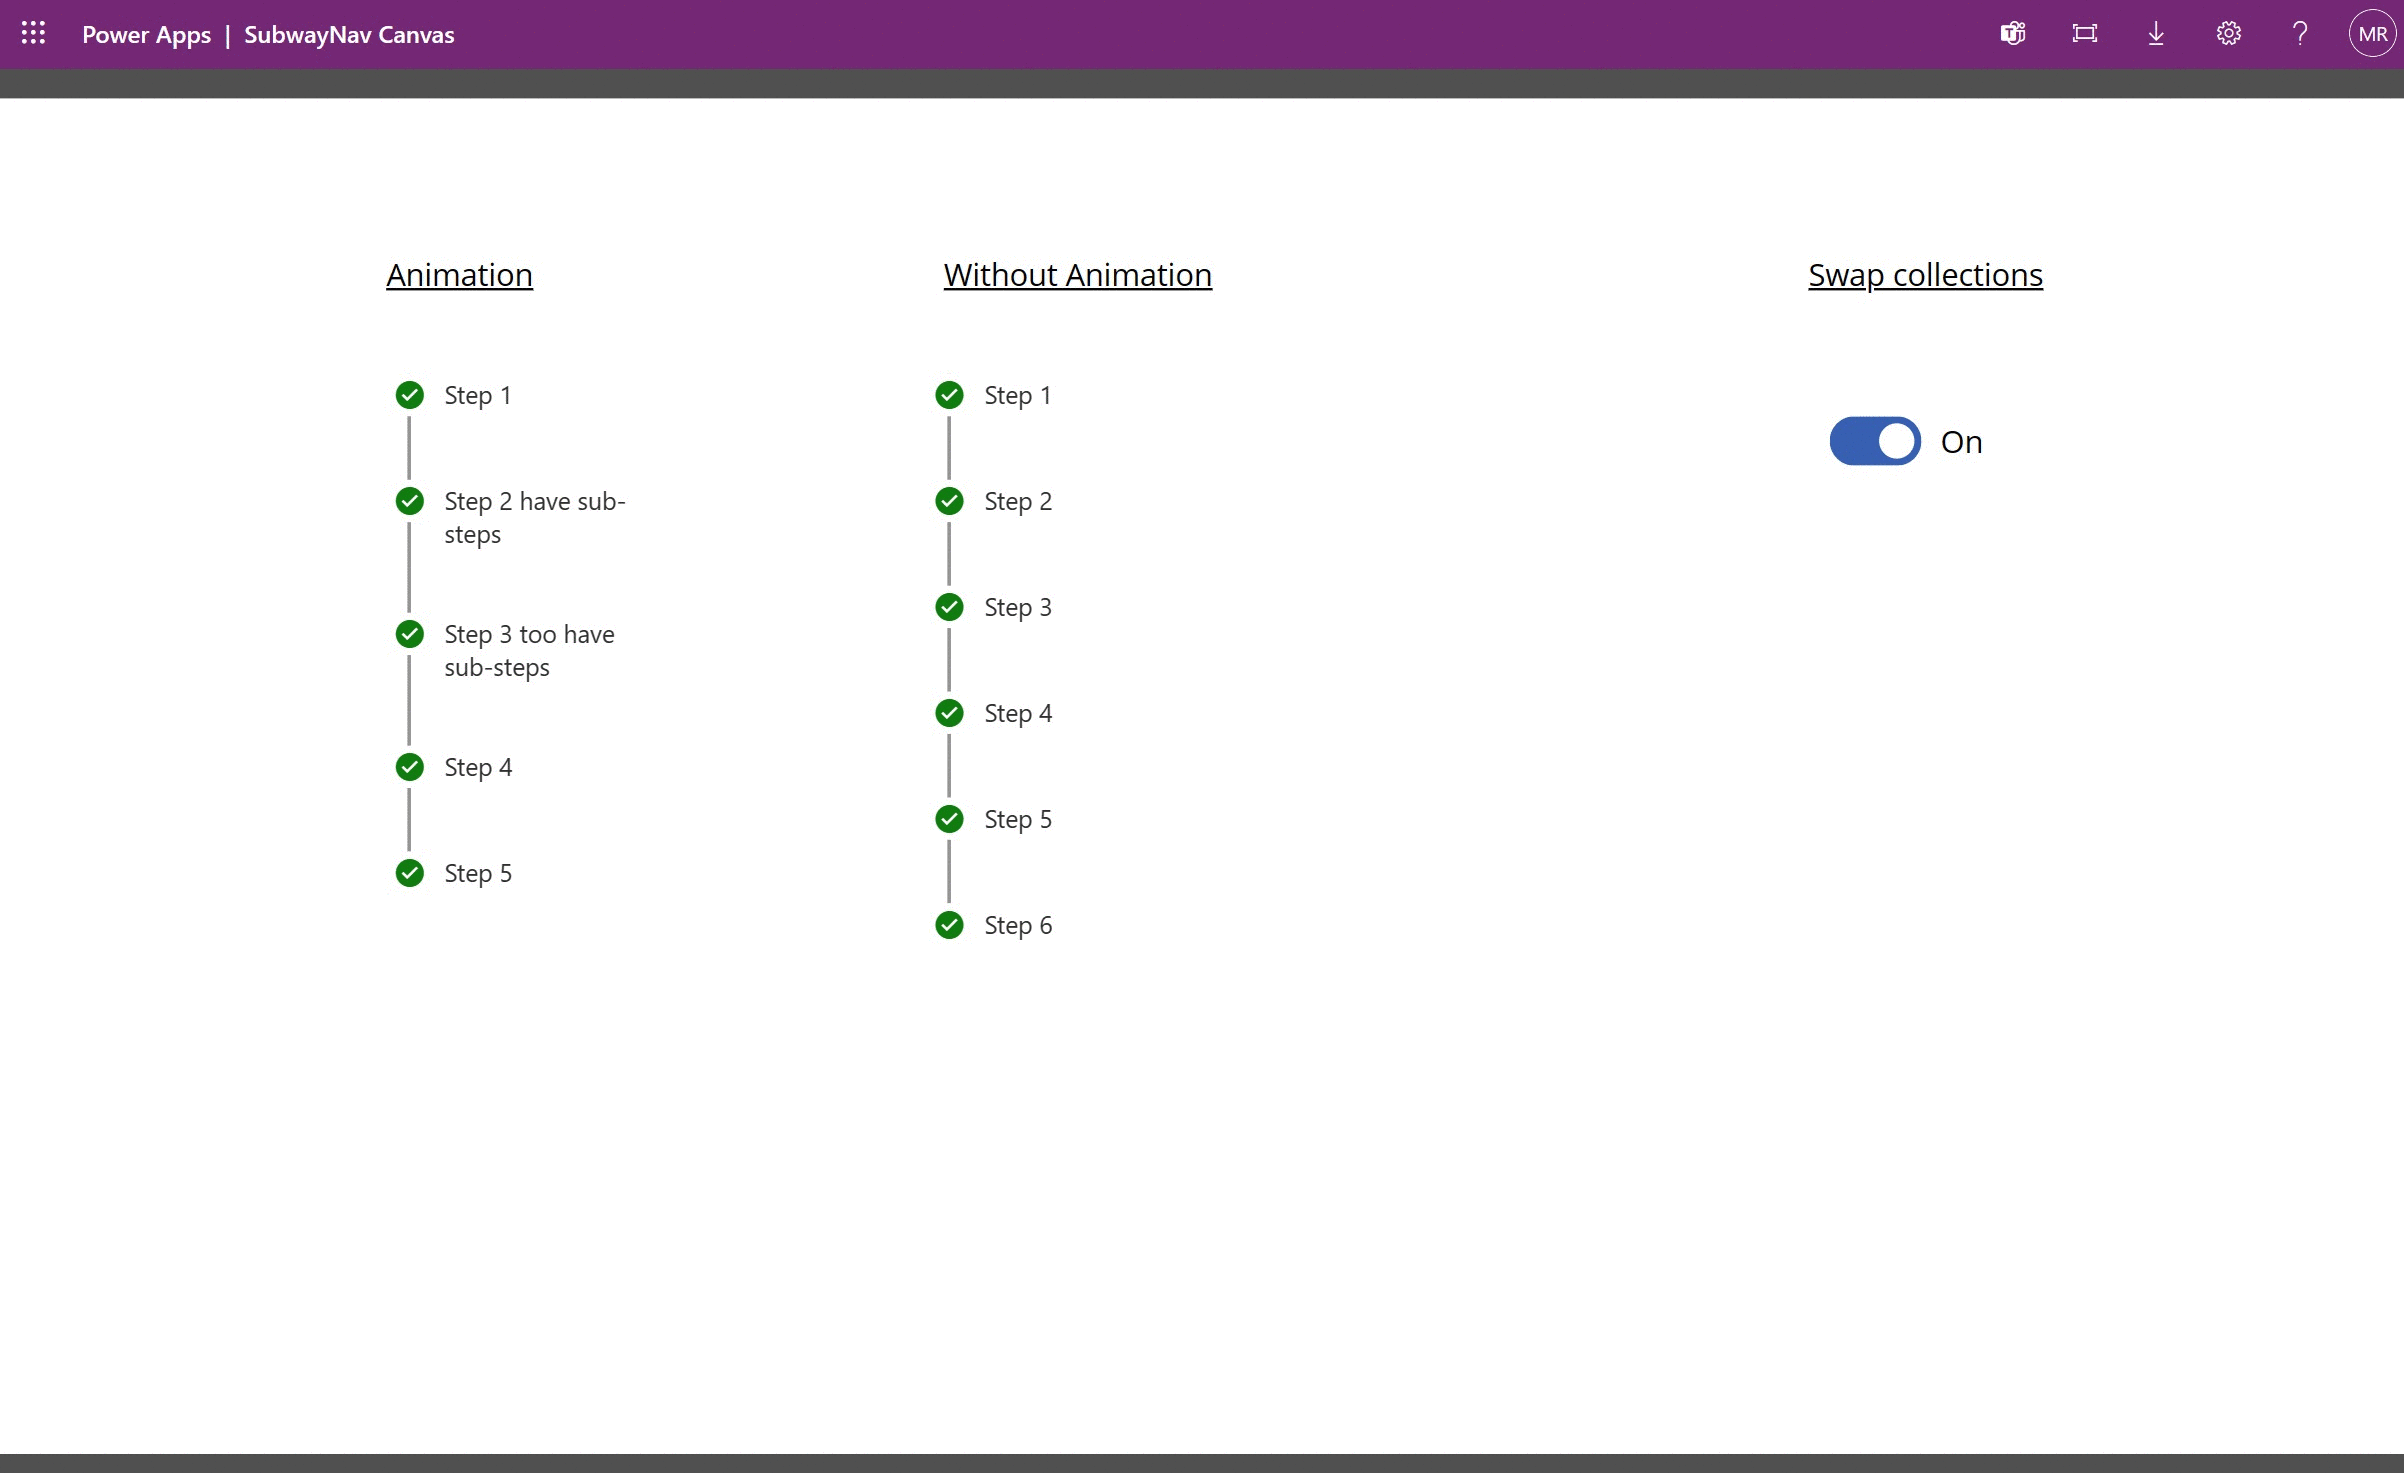 Power Apps | SubwayNav Canvas
MR
Animation
Without Animation
Swap collections
Step 1
Step 2 have sub-
steps
Step 3 too have
sub-steps
Step 4
Step 5
Step 1
Step 2
Step 3
Step 4
Step 5
Step 6
On